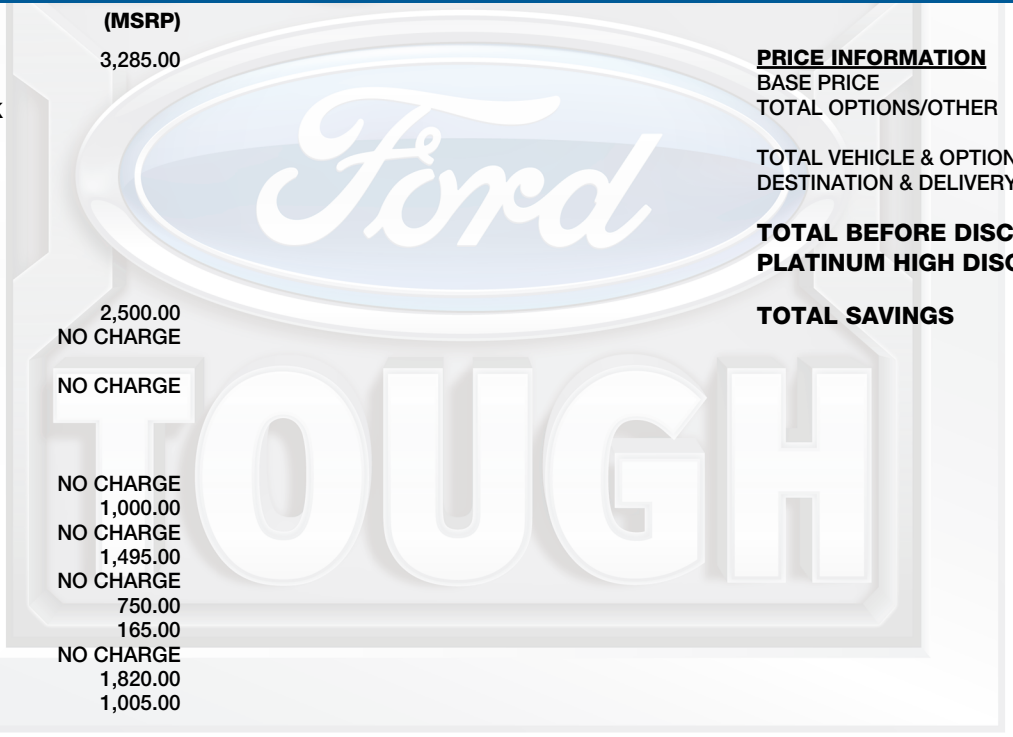 (MSRP)
3,285.00
2,500.00
NO CHARGE
NO CHARGE
NO CHARGE
1,000.00
NO CHARGE
1,495.00
NO CHARGE
750.00
165.00
NO CHARGE
1,820.00
1,005.00
PRICE INFORMATION
BASE PRICE
TOTAL OPTIONS/OTHER
TOTAL VEHICLE & OPTION
DESTINATION & DELIVERY
TOTAL BEFORE DISC
PLATINUM HIGH DISC
TOTAL SAVINGS
Ford
TOUGH